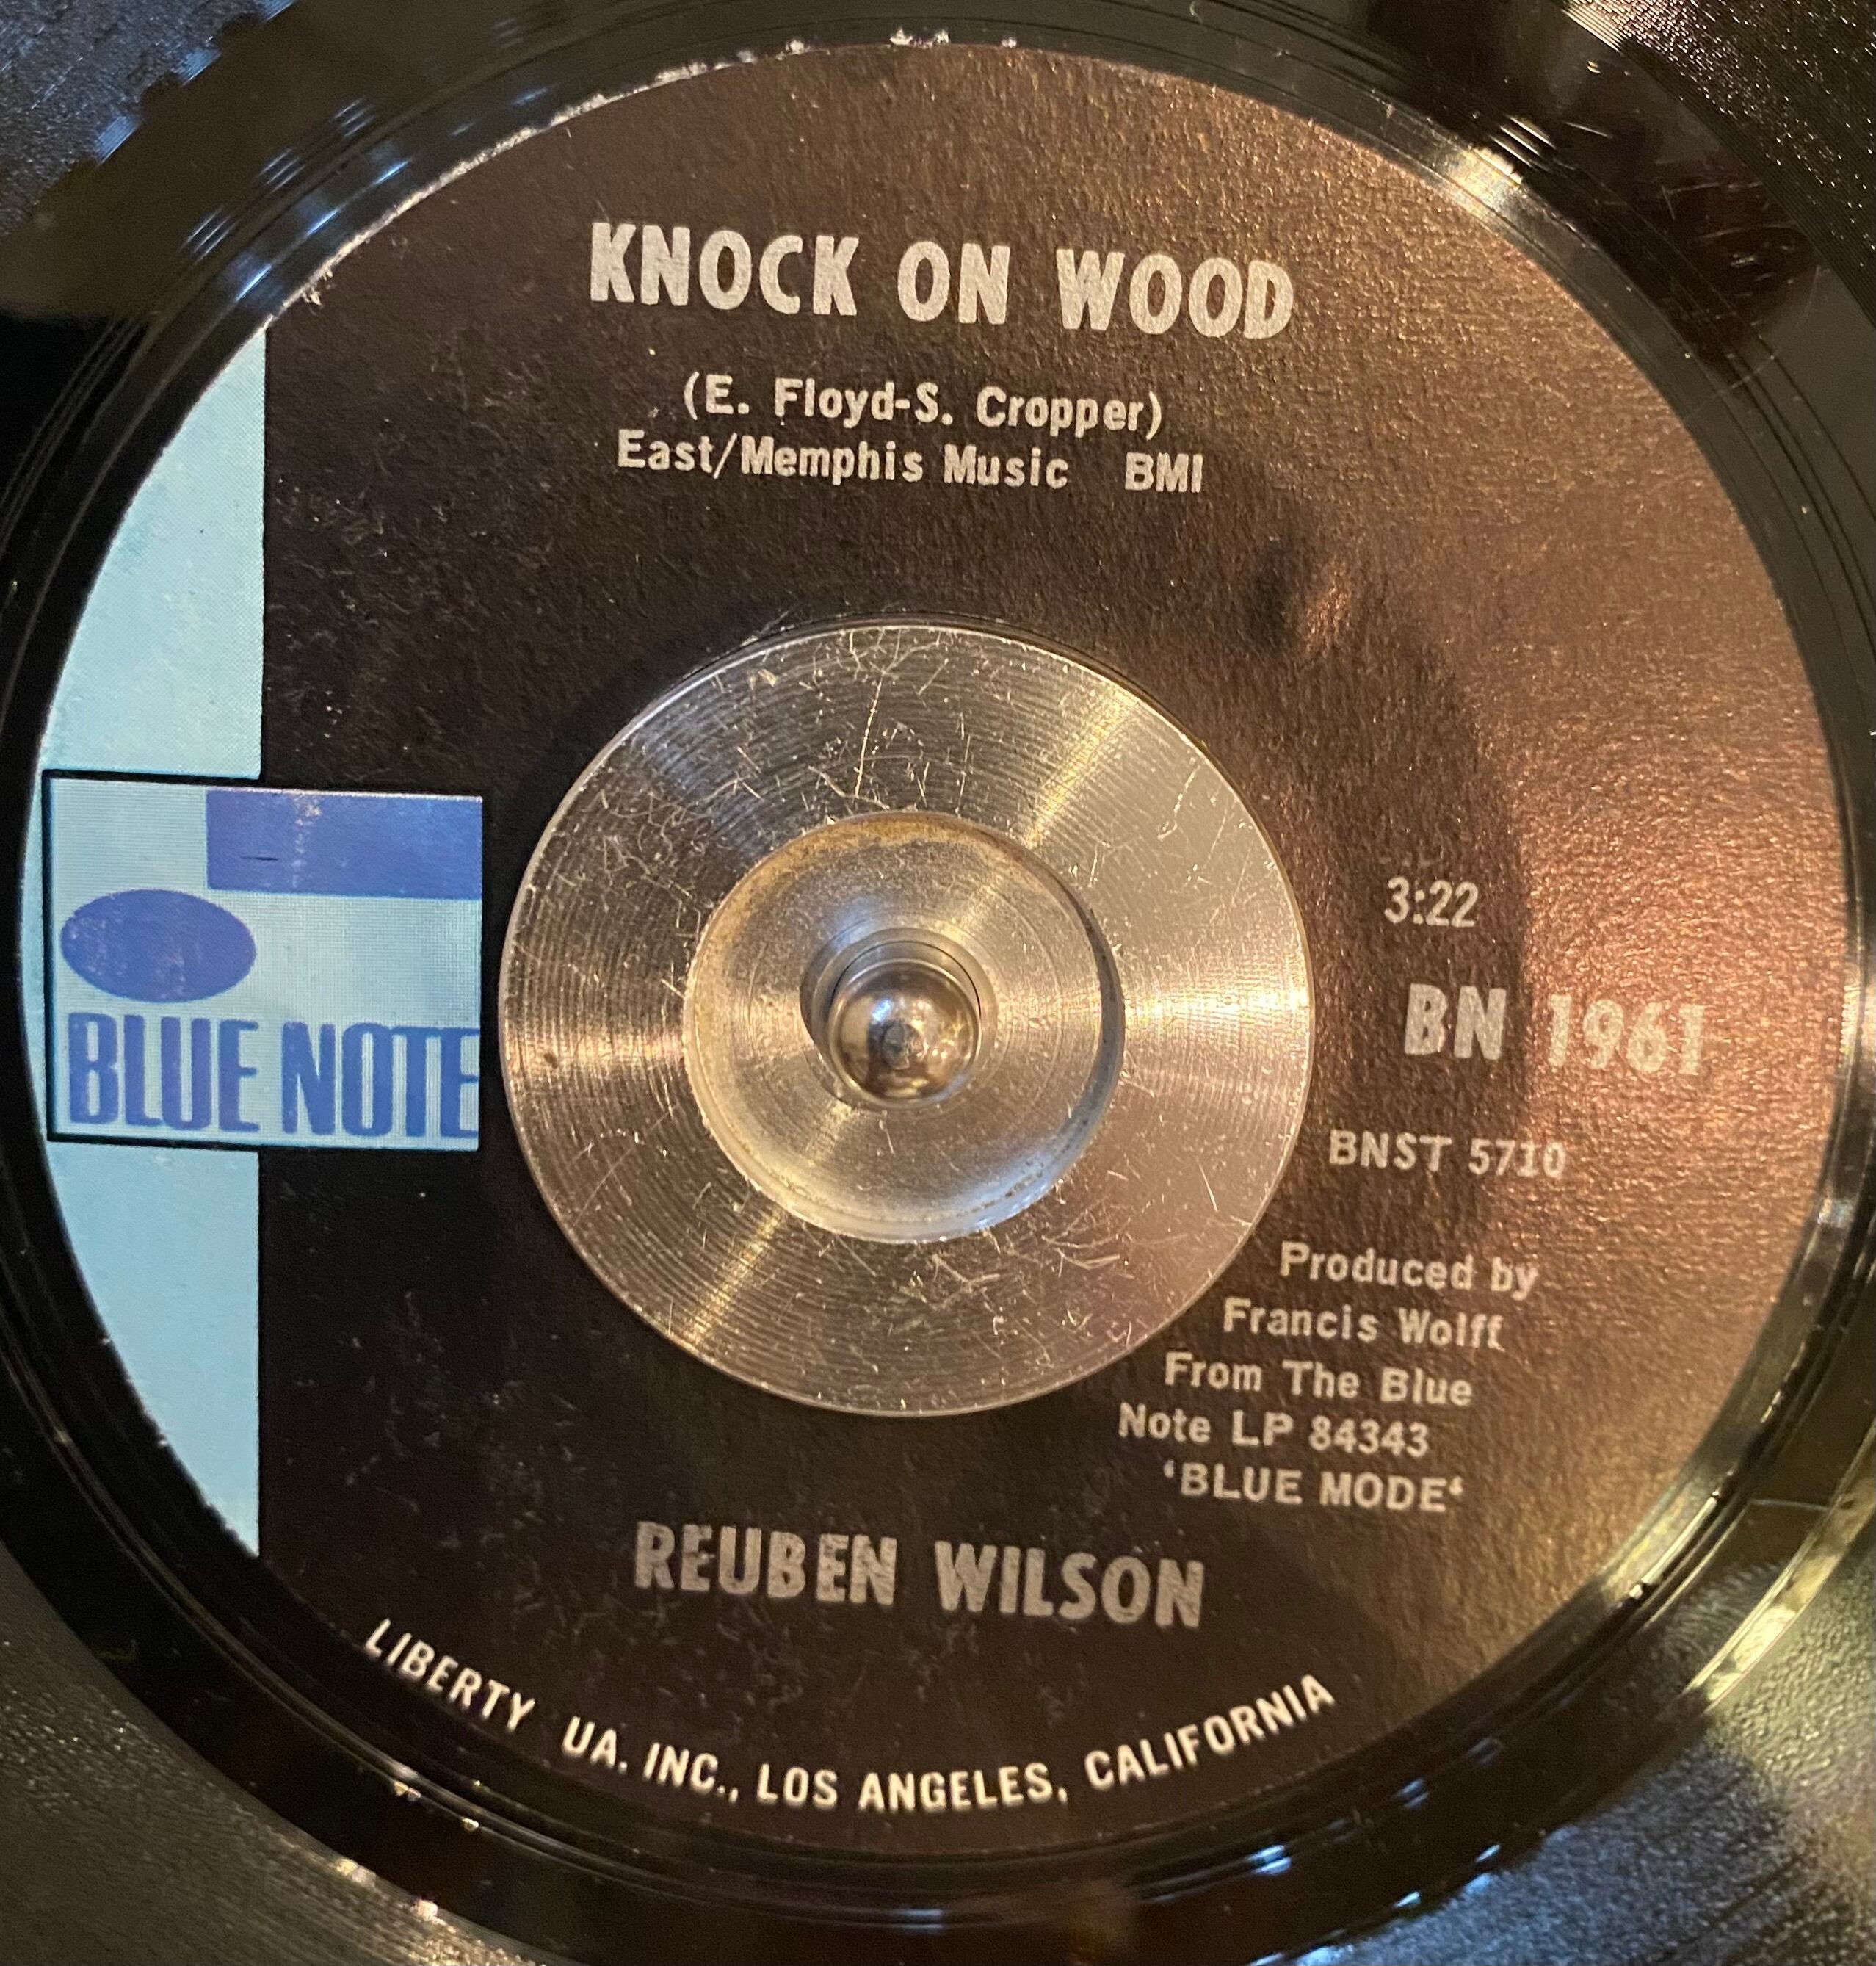 KNOCK ON WOOD
(E. Floyd-S. Cropper)
East/Memphis Music BMI
BLUE NOTE
3:22
BN 1961
BNST 5710
Produced by
Francis Wolff
From The Blue
Note LP 84343
‘BLUE MODE‘
REUBEN WILSON
LIBERTY UA. INC., LOS ANGELES, CALIFORNIA